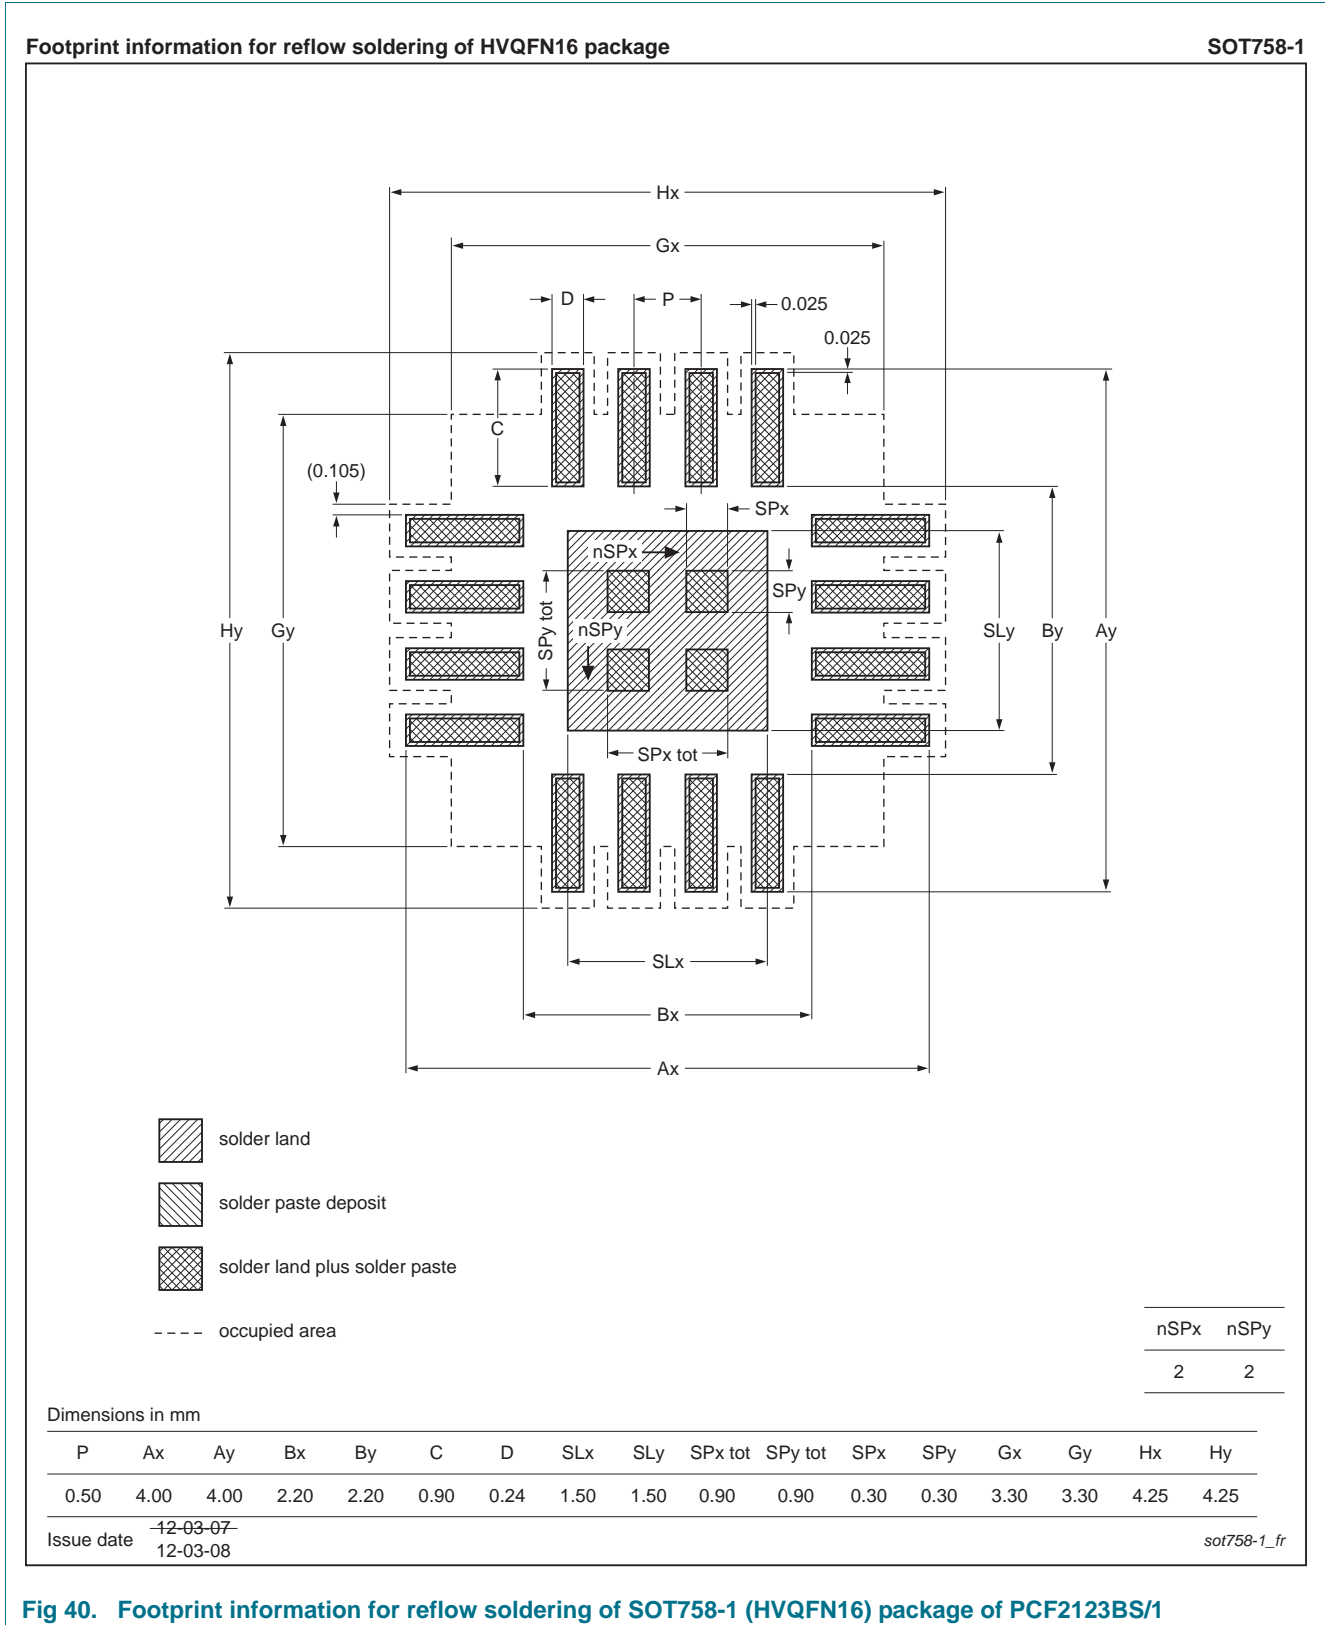 Footprint information for reflow soldering of HVQFN16 package SOT758-1
Hx
Gx
D P 0.025
0.025
C
(0.105)
SPx
nSPx
SPy
SPy tot
nSPy
Hy Gy SLy By Ay
SPx tot
SLx
Bx
Ax
solder land
solder paste deposit
solder land plus solder paste
occupied area
nSPx nSPy
2 2
Dimensions in mm
P Ax Ay Bx By C D SLx SLy SPx tot SPy tot SPx SPy Gx Gy Hx Hy
0.50 4.00 4.00 2.20 2.20 0.90 0.24 1.50 1.50 0.90 0.90 0.30 0.30 3.30 3.30 4.25 4.25
Issue date 12-03-07
12-03-08
sot758-1_fr
Fig 40. Footprint information for reflow soldering of SOT758-1 (HVQFN16) package of PCF2123BS/1